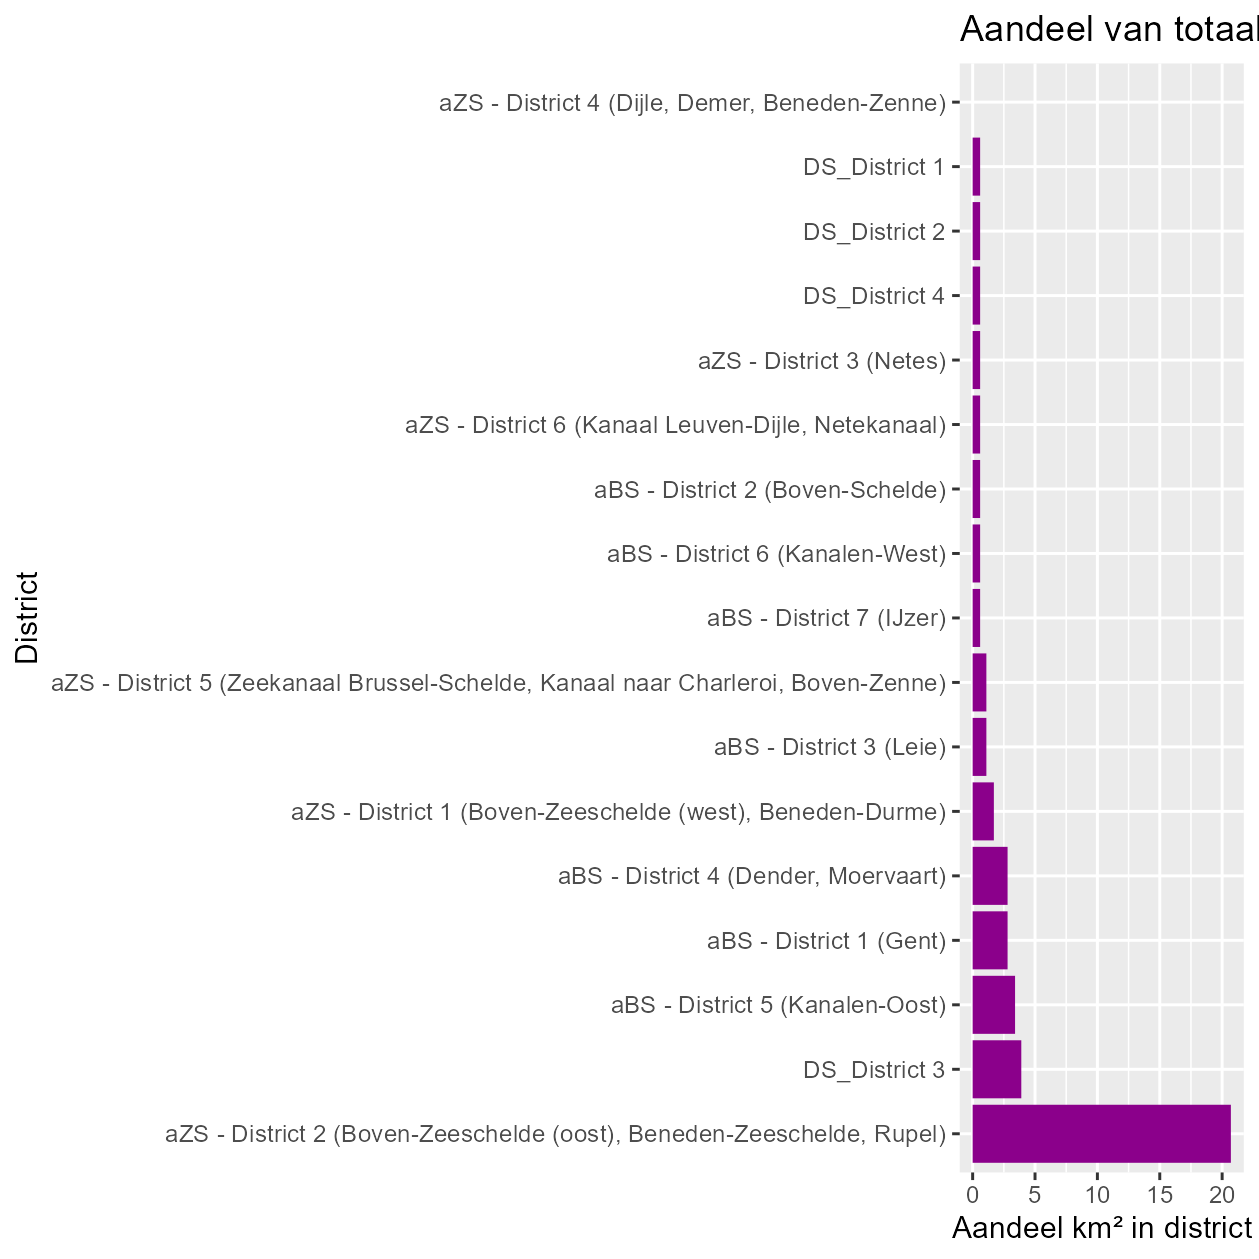 Aandeel van totaal
aZS - District 4 (Dijle, Demer, Beneden-Zenne)
DS_District 1
DS_District 2
DS_District 4
aZS - District 3 (Netes)
aZS - District 6 (Kanaal Leuven-Dijle, Netekanaal)
aBS - District 2 (Boven-Schelde)
aBS - District 6 (Kanalen-West)
aBS - District 7 (IJzer)
aZS - District 5 (Zeekanaal Brussel-Schelde, Kanaal naar Charleroi, Boven-Zenne)
aBS - District 3 (Leie)
aZS - District 1 (Boven-Zeeschelde (west), Beneden-Durme)
aBS - District 4 (Dender, Moervaart)
aBS - District 1 (Gent)
aBS - District 5 (Kanalen-Oost)
DS_District 3
aZS - District 2 (Boven-Zeeschelde (oost), Beneden-Zeeschelde, Rupel)
District
0 5 10 15 20
Aandeel km² in district